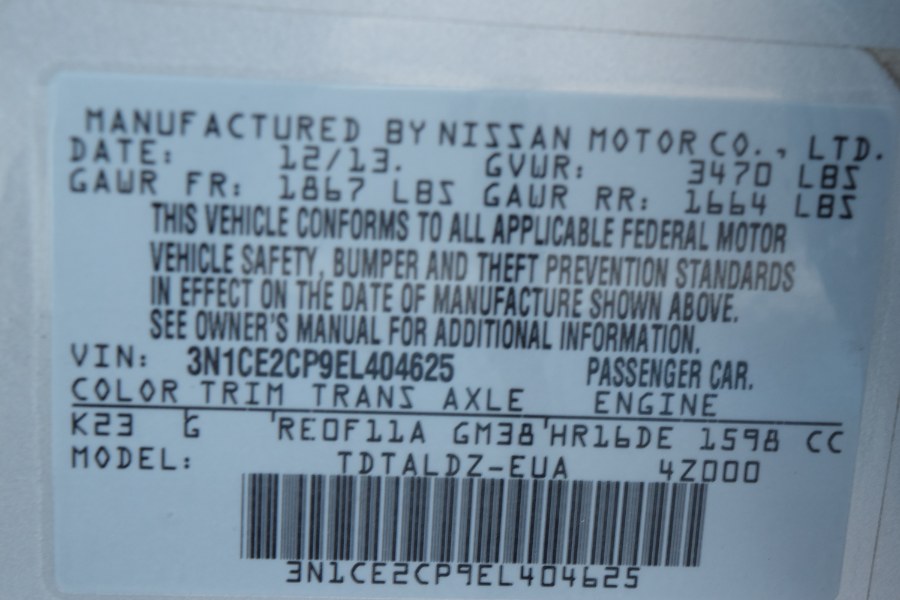 MANUFACTURED BY NISSAN MOTOR CO., LTD.
DATE: 12/13. GVWR: 3470 LBS
GAWR FR: 1867 LBS GAWR RR: 1664 LBS
THIS VEHICLE CONFORMS TO ALL APPLICABLE FEDERAL MOTOR
VEHICLE SAFETY, BUMPER AND THEFT PREVENTION STANDARDS
IN EFFECT ON THE DATE OF MANUFACTURE SHOWN ABOVE.
SEE OWNER'S MANUAL FOR ADDITIONAL INFORMATION.
VIN: 3N1CE2CP9EL404625 PASSENGER CAR.
COLOR TRIM TRANS AXLE ENGINE
K23 G 'RE0F11A GM38'HR16DE 1598 CC
MODEL: TDTALDZ-EUA 4Z000
3N1CE2CP9EL404625